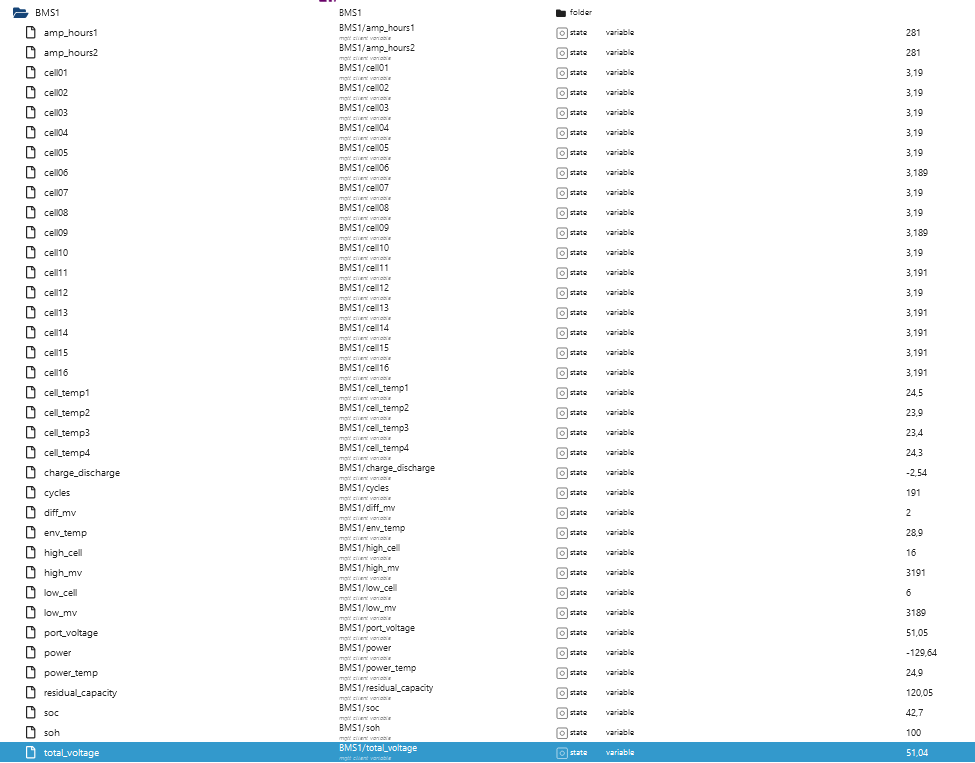 BMS1 BMS1 folder
amp_hours1 BMS1/amp_hours1 state variable 281
mqtt client variable
amp_hours2 BMS1/amp_hours2 state variable 281
mqtt client variable
cell01 BMS1/cell01 state variable 3,19
mqtt client variable
cell02 BMS1/cell02 state variable 3,19
mqtt client variable
cell03 BMS1/cell03 state variable 3,19
mqtt client variable
cell04 BMS1/cell04 state variable 3,19
mqtt client variable
cell05 BMS1/cell05 state variable 3,19
mqtt client variable
cell06 BMS1/cell06 state variable 3,189
mqtt client variable
cell07 BMS1/cell07 state variable 3,19
mqtt client variable
cell08 BMS1/cell08 state variable 3,19
mqtt client variable
cell09 BMS1/cell09 state variable 3,189
mqtt client variable
cell10 BMS1/cell10 state variable 3,19
mqtt client variable
cell11 BMS1/cell11 state variable 3,191
mqtt client variable
cell12 BMS1/cell12 state variable 3,19
mqtt client variable
cell13 BMS1/cell13 state variable 3,191
mqtt client variable
cell14 BMS1/cell14 state variable 3,191
mqtt client variable
cell15 BMS1/cell15 state variable 3,191
mqtt client variable
cell16 BMS1/cell16 state variable 3,191
mqtt client variable
cell_temp1 BMS1/cell_temp1 state variable 24,5
mqtt client variable
cell_temp2 BMS1/cell_temp2 state variable 23,9
mqtt client variable
cell_temp3 BMS1/cell_temp3 state variable 23,4
mqtt client variable
cell_temp4 BMS1/cell_temp4 state variable 24,3
mqtt client variable
charge_discharge BMS1/charge_discharge state variable -2,54
mqtt client variable
cycles BMS1/cycles state variable 191
mqtt client variable
diff_mv BMS1/diff_mv state variable 2
mqtt client variable
env_temp BMS1/env_temp state variable 28,9
mqtt client variable
high_cell BMS1/high_cell state variable 16
mqtt client variable
high_mv BMS1/high_mv state variable 3191
mqtt client variable
low_cell BMS1/low_cell state variable 6
mqtt client variable
low_mv BMS1/low_mv state variable 3189
mqtt client variable
port_voltage BMS1/port_voltage state variable 51,05
mqtt client variable
power BMS1/power state variable -129,64
mqtt client variable
power_temp BMS1/power_temp state variable 24,9
mqtt client variable
residual_capacity BMS1/residual_capacity state variable 120,05
mqtt client variable
soc BMS1/soc state variable 42,7
mqtt client variable
soh BMS1/soh state variable 100
mqtt client variable
total_voltage BMS1/total_voltage state variable 51,04
mqtt client variable